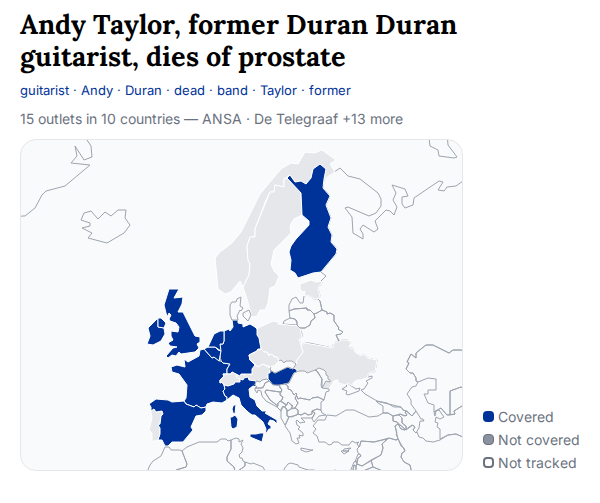 Andy Taylor, former Duran Duran
guitarist, dies of prostate
guitarist · Andy · Duran · dead · band · Taylor · former
15 outlets in 10 countries — ANSA · De Telegraaf +13 more
Covered
Not covered
Not tracked